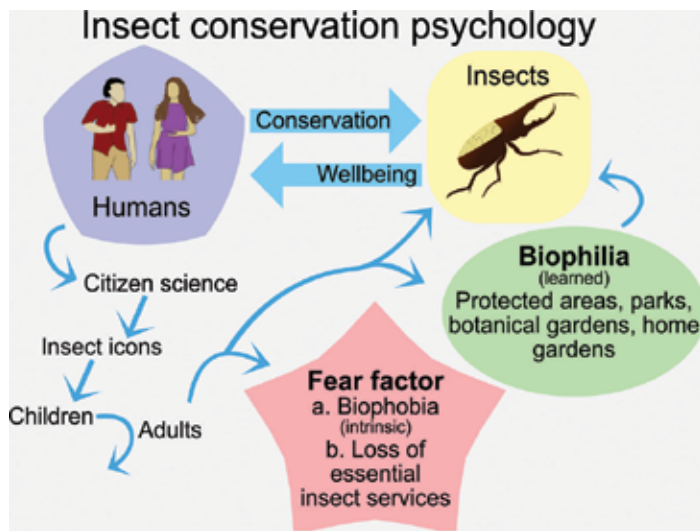 Insect conservation psychology
Humans
Conservation
Wellbeing
Insects
Citizen science
Insect icons
Children
Adults
Fear factor
a. Biophobia
(intrinsic)
b. Loss of
essential
insect services
Biophilia
(learned)
Protected areas, parks,
botanical gardens, home
gardens